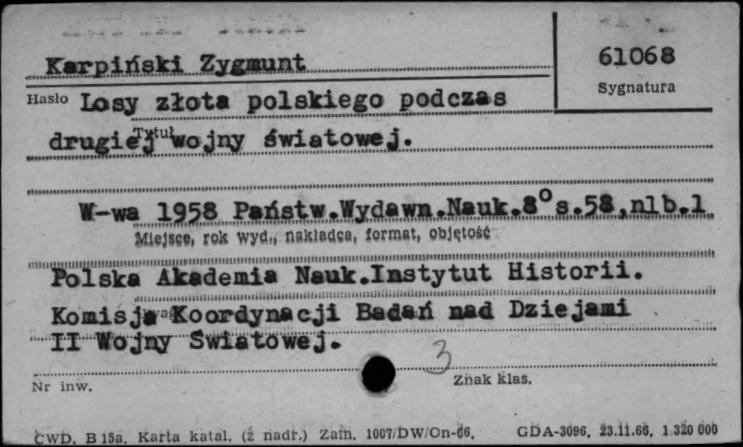 Karpiński Zygmunt
61068
Sygnatura
Hasło Losy złota polskiego podczas
Tytuł
drugiej wojny światowej.
W-wa 1958 Państw.Wydawn.Nauk.8° s.58,nlb.1
Miejsce, rok wyd., nakładca, format, objętość
Polska Akademia Nauk.Instytut Historii.
Komisja Koordynacji Badań nad Dziejami
II Wojny Światowej.
3
Nr inw.
Znak klas.
CWD. B 15a. Karta katal. (z nadr.) Zam. 1007/DW/On-66. GDA-3096. 23.11.66. 1 320 000